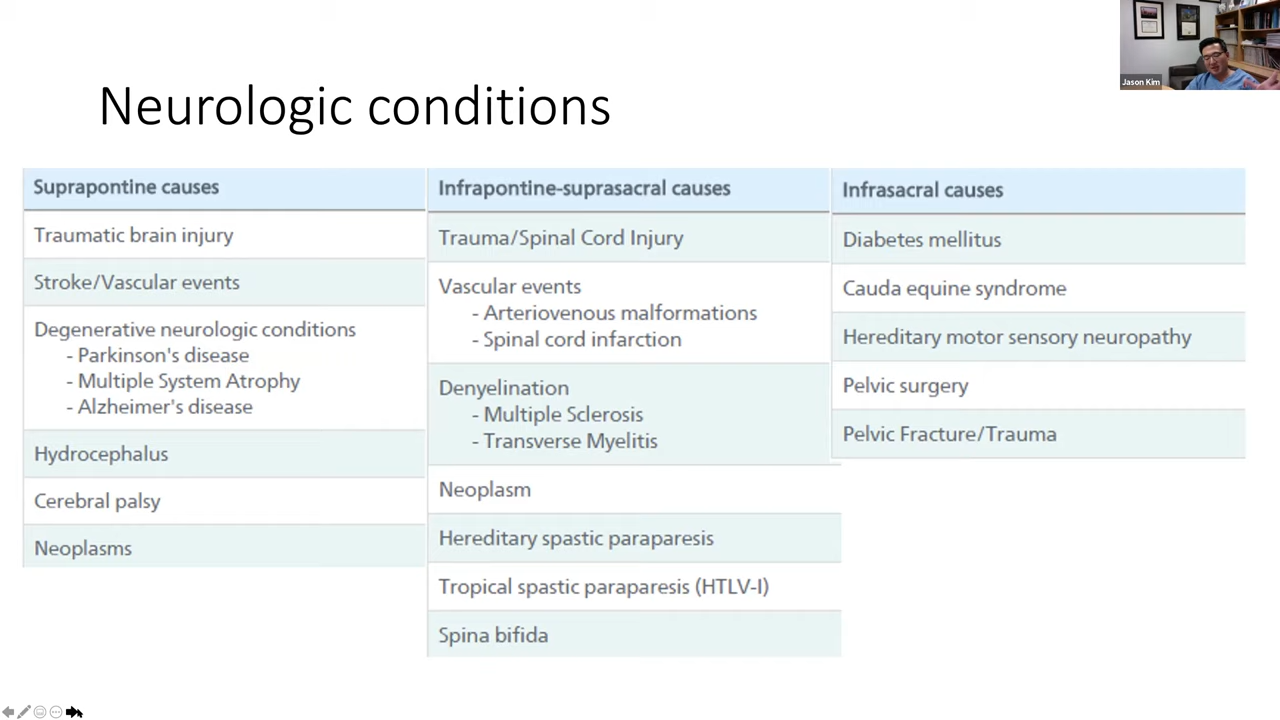 Jason Kim
Neurologic conditions
Suprapontine causes
Traumatic brain injury
Stroke/Vascular events
Degenerative neurologic conditions
- Parkinson's disease
- Multiple System Atrophy
- Alzheimer's disease
Hydrocephalus
Cerebral palsy
Neoplasms
Infrapontine-suprasacral causes
Trauma/Spinal Cord Injury
Vascular events
- Arteriovenous malformations
- Spinal cord infarction
Denyelination
- Multiple Sclerosis
- Transverse Myelitis
Neoplasm
Hereditary spastic paraparesis
Tropical spastic paraparesis (HTLV-I)
Spina bifida
Infrasacral causes
Diabetes mellitus
Cauda equine syndrome
Hereditary motor sensory neuropathy
Pelvic surgery
Pelvic Fracture/Trauma